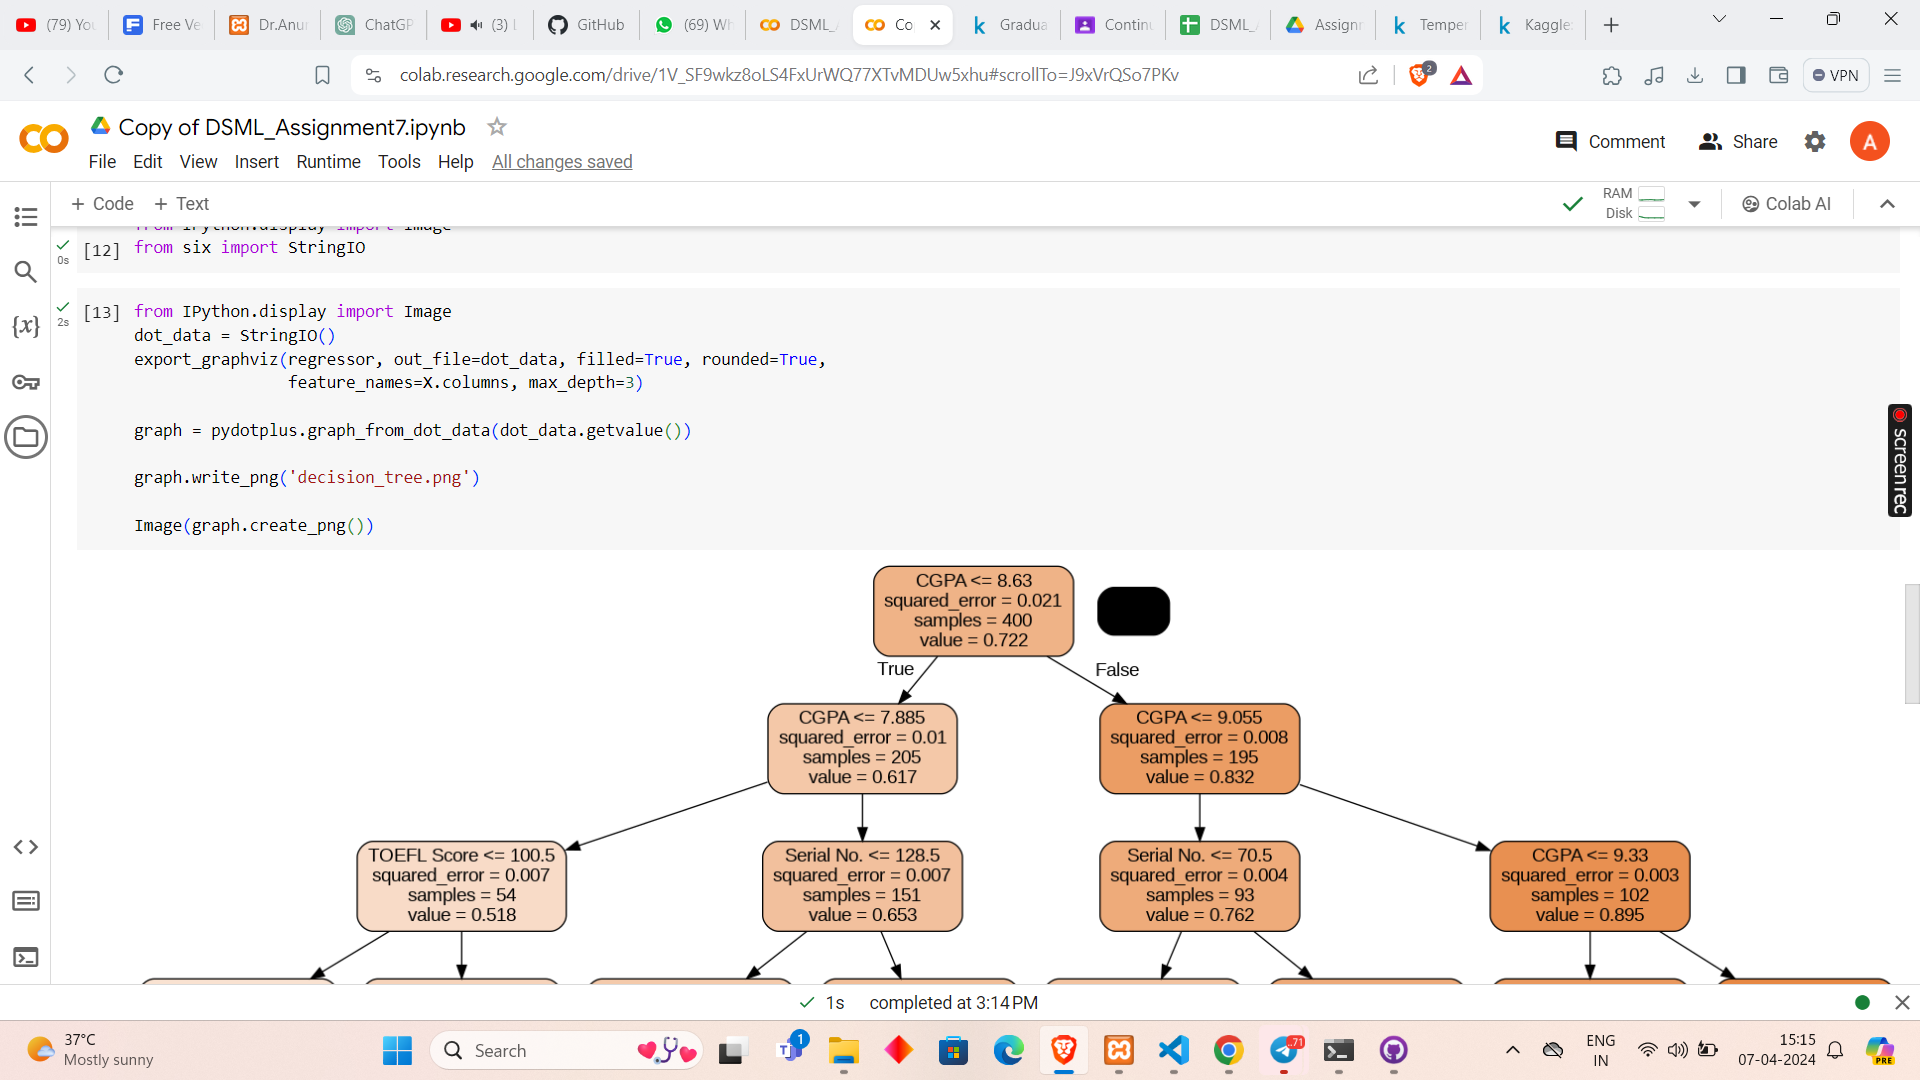 (79) Yo
Free Ve
Dr.Anur
ChatGP
(3) L
GitHub
(69) Wh
DSML_A
Co
Gradua
Continu
DSML_A
Assignm
Temper
Kaggle:
colab.research.google.com/drive/1V_SF9wkz8oLS4FxUrWQ77XTvMDUw5xhu#scrollTo=J9xVrQSo7PKv
2
VPN
Copy of DSML_Assignment7.ipynb
File Edit View Insert Runtime Tools Help All changes saved
Comment
Share
A
+ Code + Text
RAM
Disk
Colab AI
from IPython.display import Image
[12] from six import StringIO
0s
[13] from IPython.display import Image
2s
dot_data = StringIO()
export_graphviz(regressor, out_file=dot_data, filled=True, rounded=True,
feature_names=X.columns, max_depth=3)
graph = pydotplus.graph_from_dot_data(dot_data.getvalue())
graph.write_png('decision_tree.png')
Image(graph.create_png())
{x}
screenrec
CGPA <= 8.63
squared_error = 0.021
samples = 400
value = 0.722
True
False
CGPA <= 7.885
squared_error = 0.01
samples = 205
value = 0.617
CGPA <= 9.055
squared_error = 0.008
samples = 195
value = 0.832
TOEFL Score <= 100.5
squared_error = 0.007
samples = 54
value = 0.518
Serial No. <= 128.5
squared_error = 0.007
samples = 151
value = 0.653
Serial No. <= 70.5
squared_error = 0.004
samples = 93
value = 0.762
CGPA <= 9.33
squared_error = 0.003
samples = 102
value = 0.895
1s completed at 3:14 PM
37°C
Mostly sunny
Search
1
..71
ENG
IN
15:15
07-04-2024
PRE